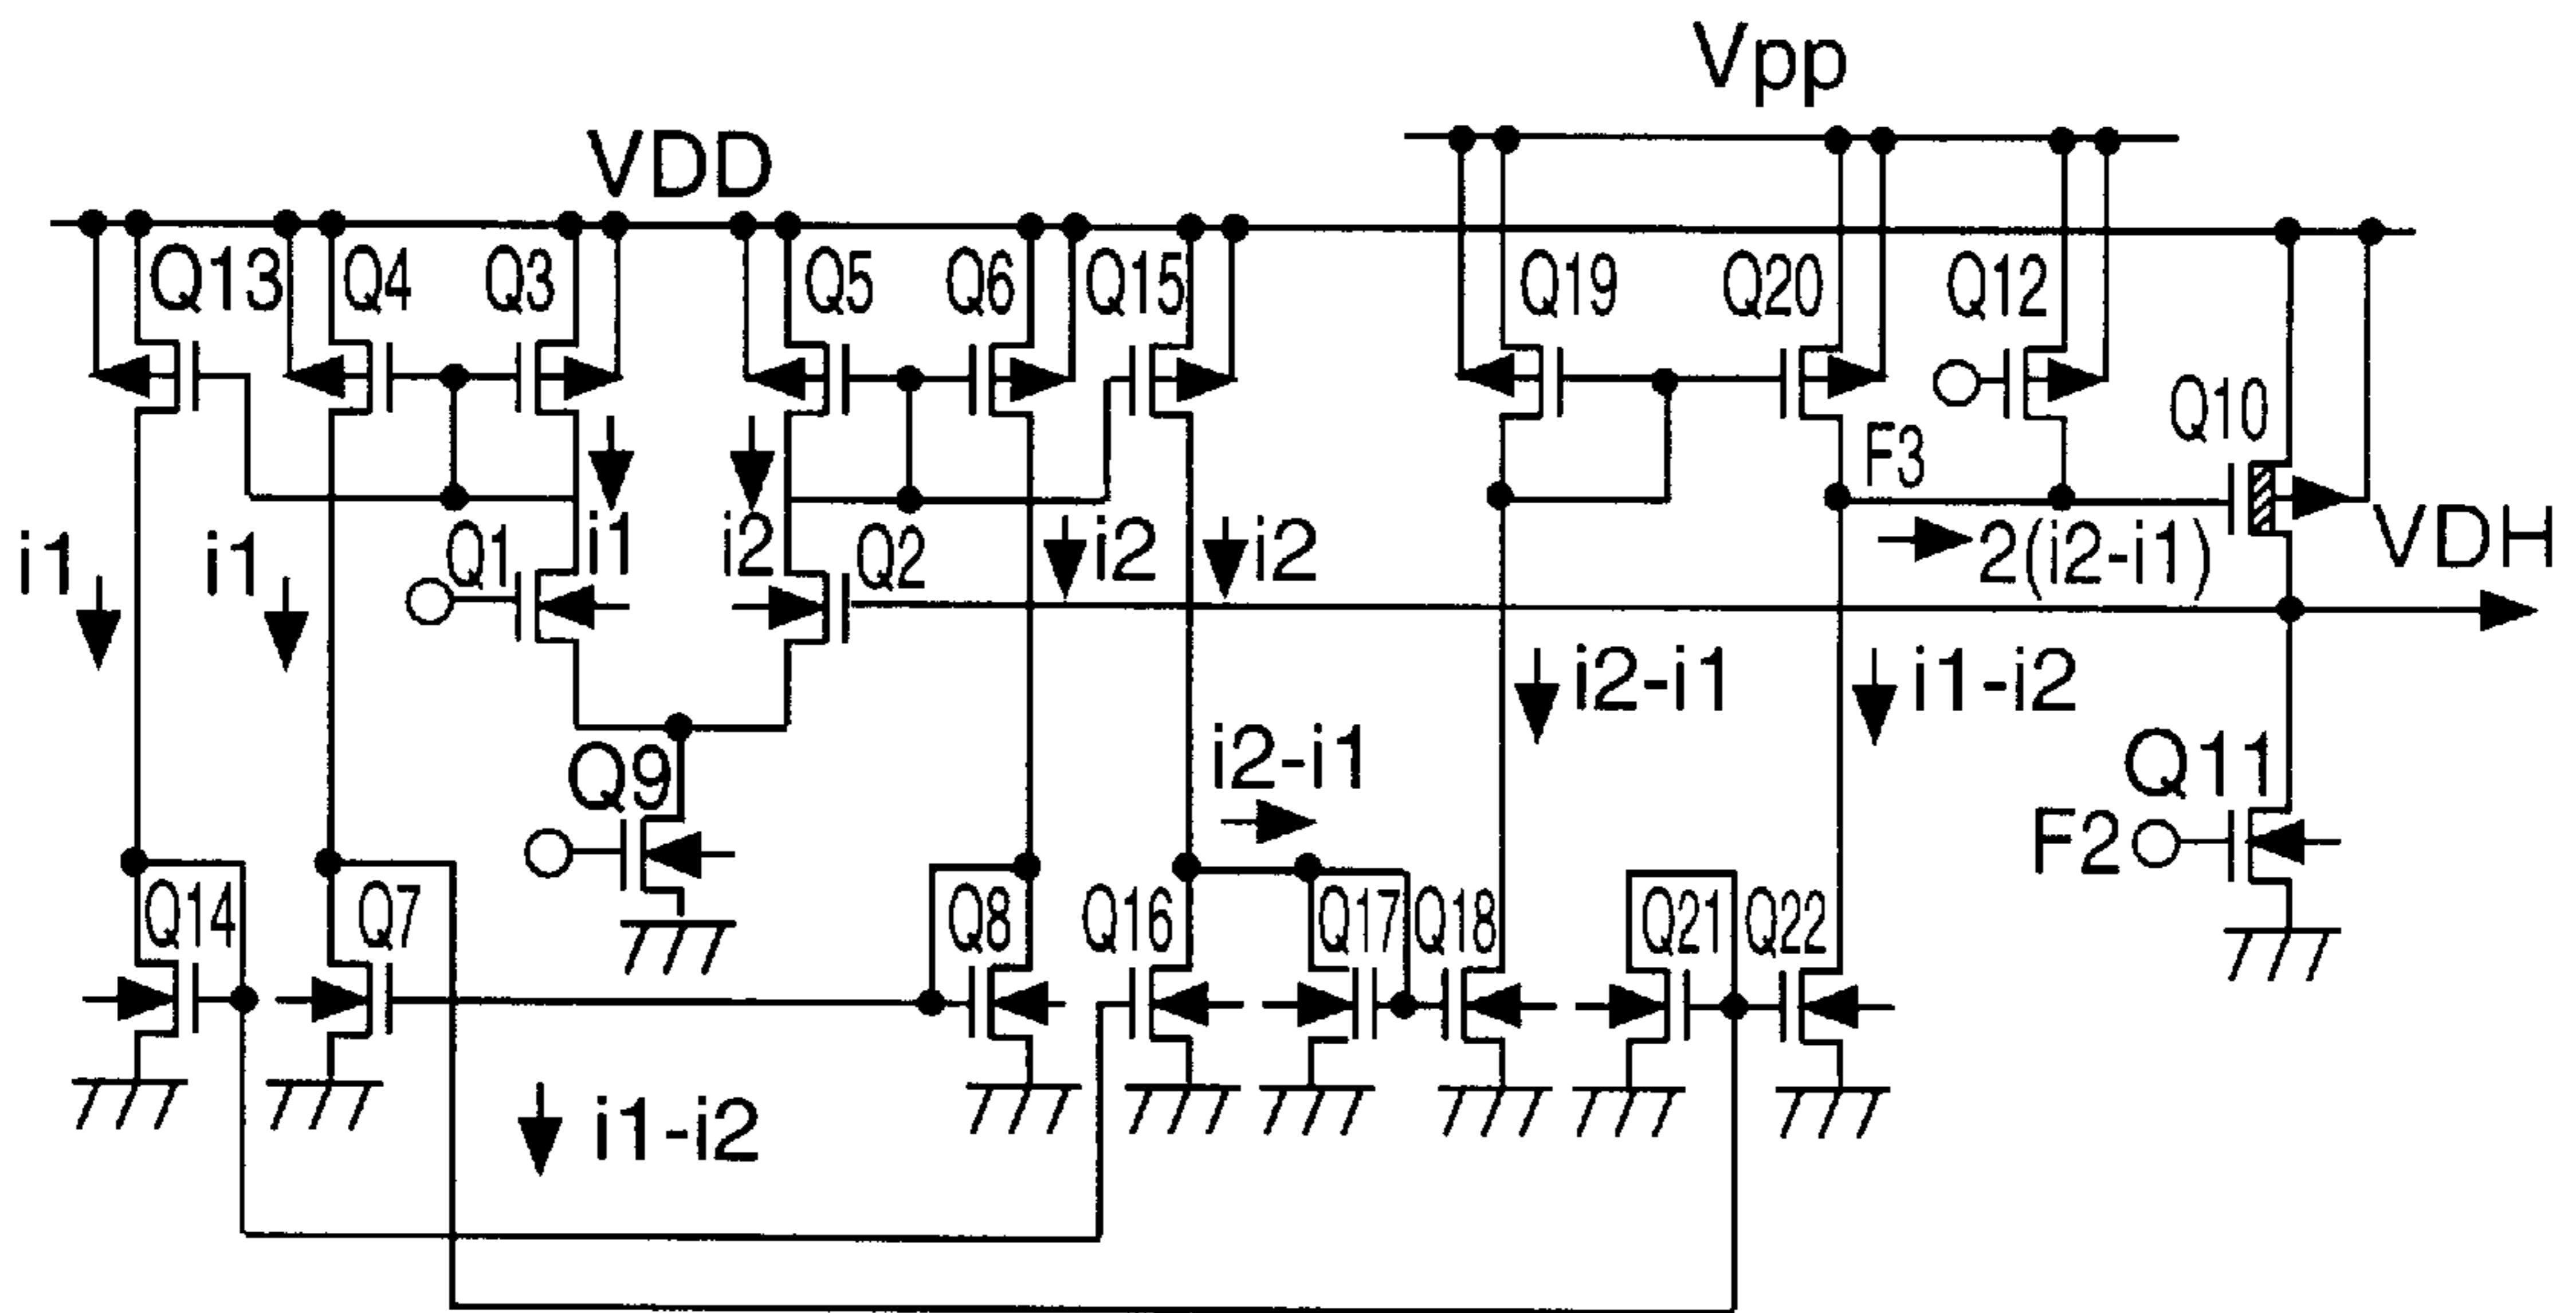 Vpp
VDD
Q13 Q4 Q3 Q5 Q6 Q15 Q19 Q20 Q12
Q10
F3
i1 i1 Q1 i1 i2 Q2 i2 i2 2(i2-i1) VDH
i2-i1 i1-i2
Q9 i2-i1 Q11
F2
Q14 Q7 Q8 Q16 Q17 Q18 Q21 Q22
i1-i2